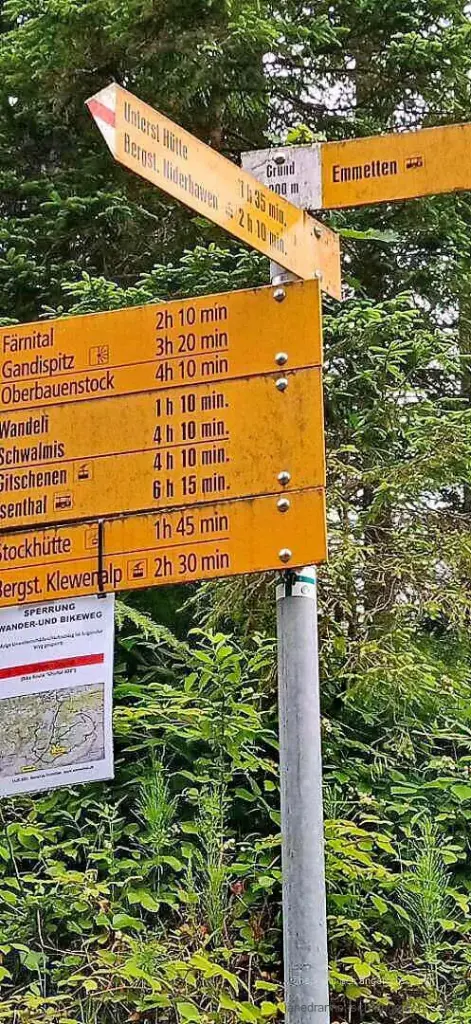 Unterst Hütte 1 h 35 min.
Bergst. Niderbawen 2 h 10 min.
Grund
Emmetten
Färnital 2h 10 min
Gandispitz 3h 20 min
Oberbauenstock 4h 10 min
Wandeli 1 h 10 min.
Schwalmis 4 h 10 min.
Gitschenen 4 h 10 min.
senthal 6 h 15 min.
Stockhütte 1h 45 min
Bergst. Klewenalp 2h 30 min
SPERRUNG
WANDER-UND BIKEWEG